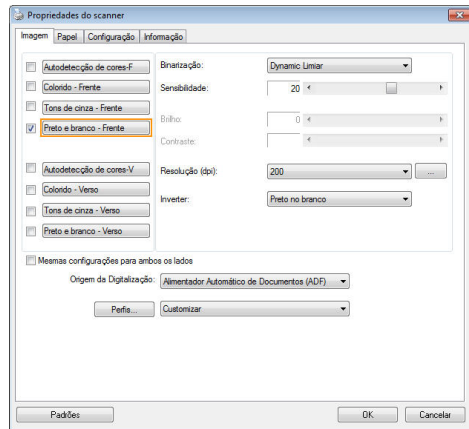 Propriedades do scanner
Imagem Papel Configuração Informação
Autodetecção de cores-F
Colorido - Frente
Tons de cinza - Frente
Preto e branco - Frente
Autodetecção de cores-V
Colorido - Verso
Tons de cinza - Verso
Preto e branco - Verso
Binarização: Dynamic Limiar
Sensibilidade: 20
Brilho: 0
Contraste:
Resolução (dpi): 200 ...
Inverter: Preto no branco
Mesmas configurações para ambos os lados
Origem da Digitalização: Alimentador Automático de Documentos (ADF)
Perfis... Customizar
Padrões OK Cancelar